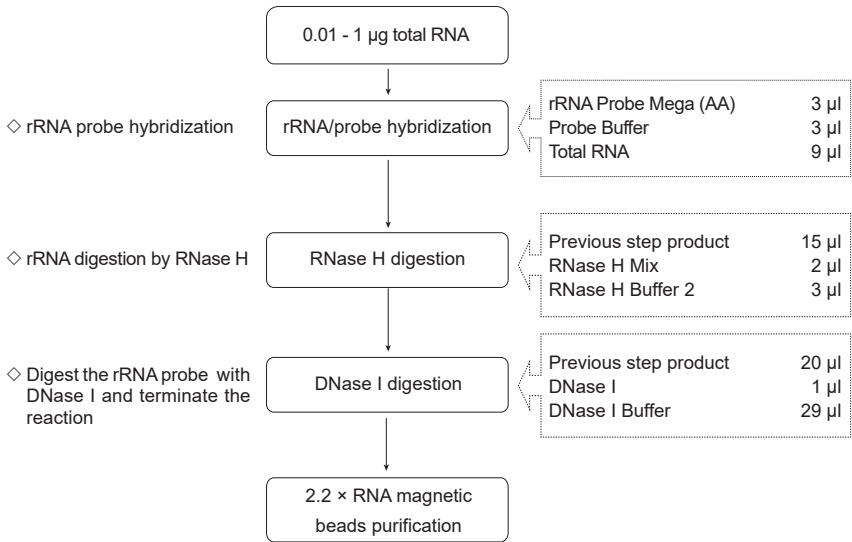 0.01 - 1 µg total RNA
◇ rRNA probe hybridization
rRNA/probe hybridization
rRNA Probe Mega (AA) 3 µl
Probe Buffer 3 µl
Total RNA 9 µl
◇ rRNA digestion by RNase H
RNase H digestion
Previous step product 15 µl
RNase H Mix 2 µl
RNase H Buffer 2 3 µl
◇ Digest the rRNA probe with
DNase I and terminate the
reaction
DNase I digestion
Previous step product 20 µl
DNase I 1 µl
DNase I Buffer 29 µl
2.2 × RNA magnetic
beads purification